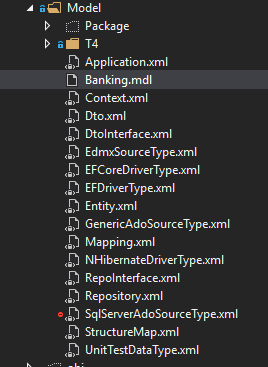 Model
Package
T4
Application.xml
Banking.mdl
Context.xml
Dto.xml
DtoInterface.xml
EdmxSourceType.xml
EFCoreDriverType.xml
EFDriverType.xml
Entity.xml
GenericAdoSourceType.xml
Mapping.xml
NHibernateDriverType.xml
RepoInterface.xml
Repository.xml
SqlServerAdoSourceType.xml
StructureMap.xml
UnitTestDataType.xml